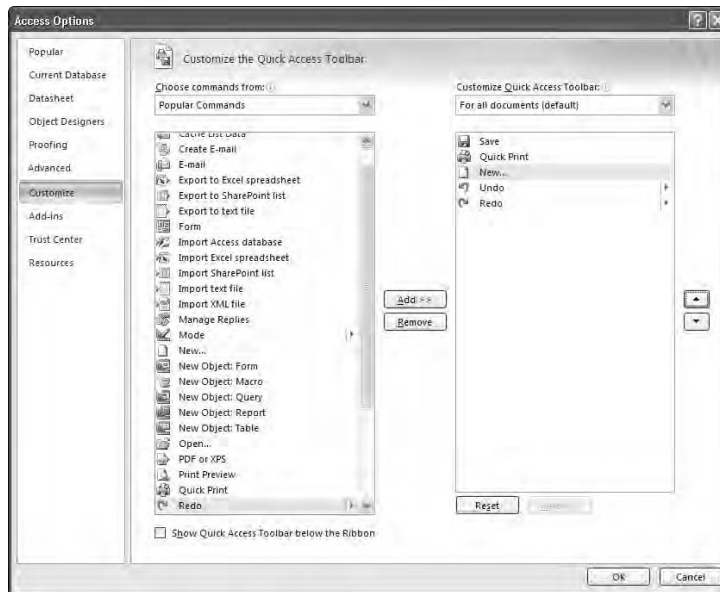 Access Options
Popular
Current Database
Datasheet
Object Designers
Proofing
Advanced
Customize
Add-ins
Trust Center
Resources
Customize the Quick Access Toolbar.
Choose commands from:
Popular Commands
Cache List Data
Create E-mail
E-mail
Export to Excel spreadsheet
Export to SharePoint list
Export to text file
Form
Import Access database
Import Excel spreadsheet
Import SharePoint list
Import text file
Import XML file
Manage Replies
Mode
New...
New Object: Form
New Object: Macro
New Object: Query
New Object: Report
New Object: Table
Open...
PDF or XPS
Print Preview
Quick Print
Redo
Show Quick Access Toolbar below the Ribbon
Add >>
Remove
Customize Quick Access Toolbar:
For all documents (default)
Save
Quick Print
New...
Undo
Redo
Reset
OK
Cancel